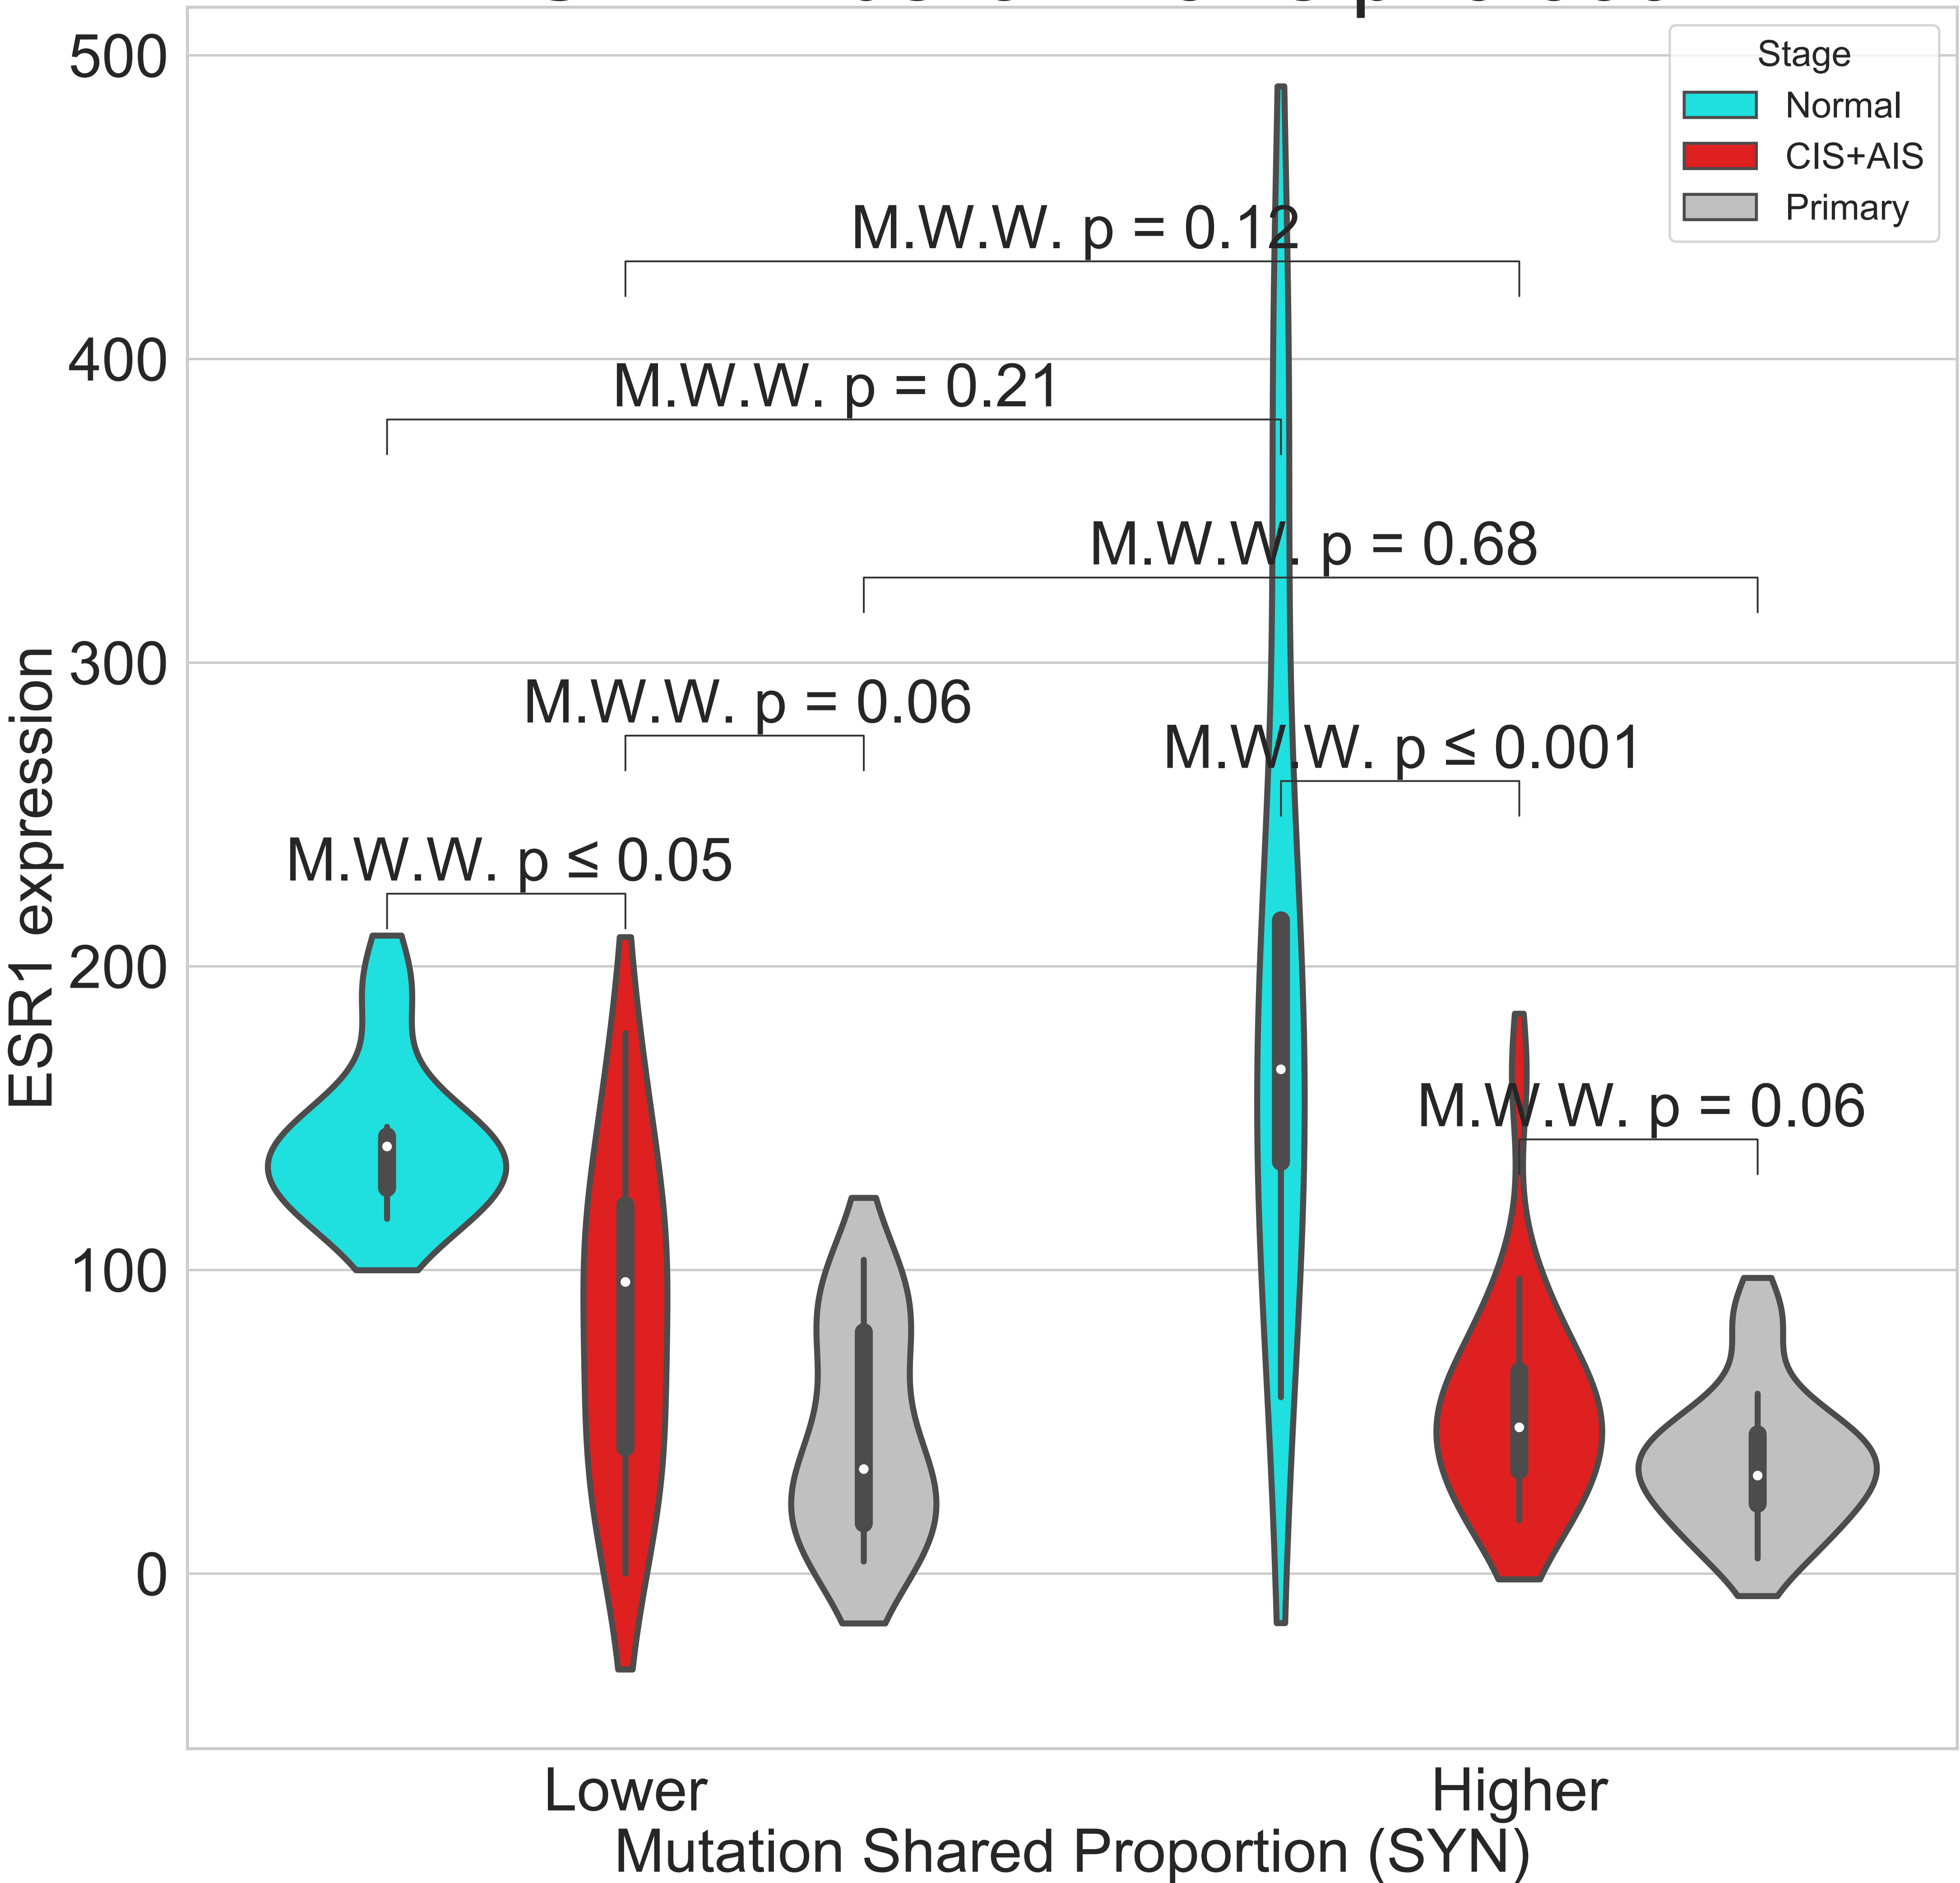 500
400
300
200
100
0
ESR1 expression
Stage
Normal
CIS+AIS
Primary
M.W.W. p = 0.12
M.W.W. p = 0.21
M.W.W. p = 0.68
M.W.W. p = 0.06
M.W.W. p ≤ 0.001
M.W.W. p ≤ 0.05
M.W.W. p = 0.06
Lower
Higher
Mutation Shared Proportion (SYN)